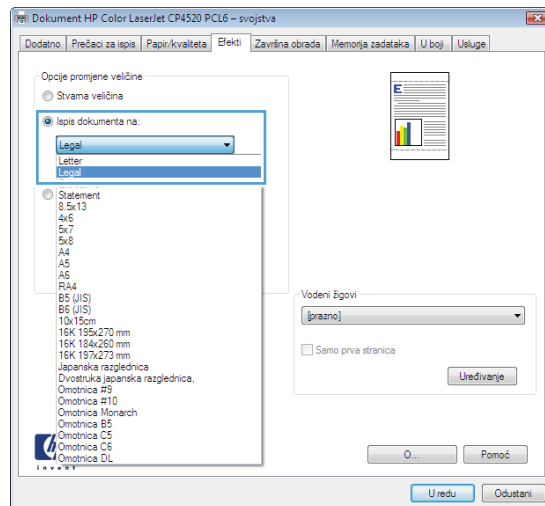 Dokument HP Color LaserJet CP4520 PCL6 – svojstva
Dodatno Prečaci za ispis Papir/kvaliteta Efekti Završna obrada Memorija zadataka U boji Usluge
Opcije promjene veličine
Stvarna veličina
Ispis dokumenta na:
Legal
Letter
Legal
Statement
8.5x13
4x6
5x7
5x8
A4
A5
A6
RA4
B5 (JIS)
B6 (JIS)
10x15cm
16K 195x270 mm
16K 184x260 mm
16K 197x273 mm
Japanska razglednica
Dvostruka japanska razglednica,
Omotnica #9
Omotnica #10
Omotnica Monarch
Omotnica B5
Omotnica C5
Omotnica C6
Omotnica DL
E
Vodeni žigovi
[prazno]
Samo prva stranica
Uređivanje
invent
O... Pomoć
U redu Odustani